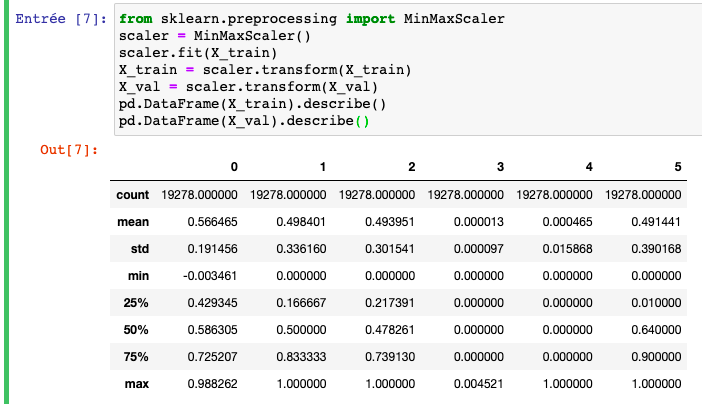 Entrée [7]: from sklearn.preprocessing import MinMaxScaler
scaler = MinMaxScaler()
scaler.fit(X_train)
X_train = scaler.transform(X_train)
X_val = scaler.transform(X_val)
pd.DataFrame(X_train).describe()
pd.DataFrame(X_val).describe()
Out[7]:
0 1 2 3 4 5
count 19278.000000 19278.000000 19278.000000 19278.000000 19278.000000 19278.000000
mean 0.566465 0.498401 0.493951 0.000013 0.000465 0.491441
std 0.191456 0.336160 0.301541 0.000097 0.015868 0.390168
min -0.003461 0.000000 0.000000 0.000000 0.000000 0.000000
25% 0.429345 0.166667 0.217391 0.000000 0.000000 0.010000
50% 0.586305 0.500000 0.478261 0.000000 0.000000 0.640000
75% 0.725207 0.833333 0.739130 0.000000 0.000000 0.900000
max 0.988262 1.000000 1.000000 0.004521 1.000000 1.000000